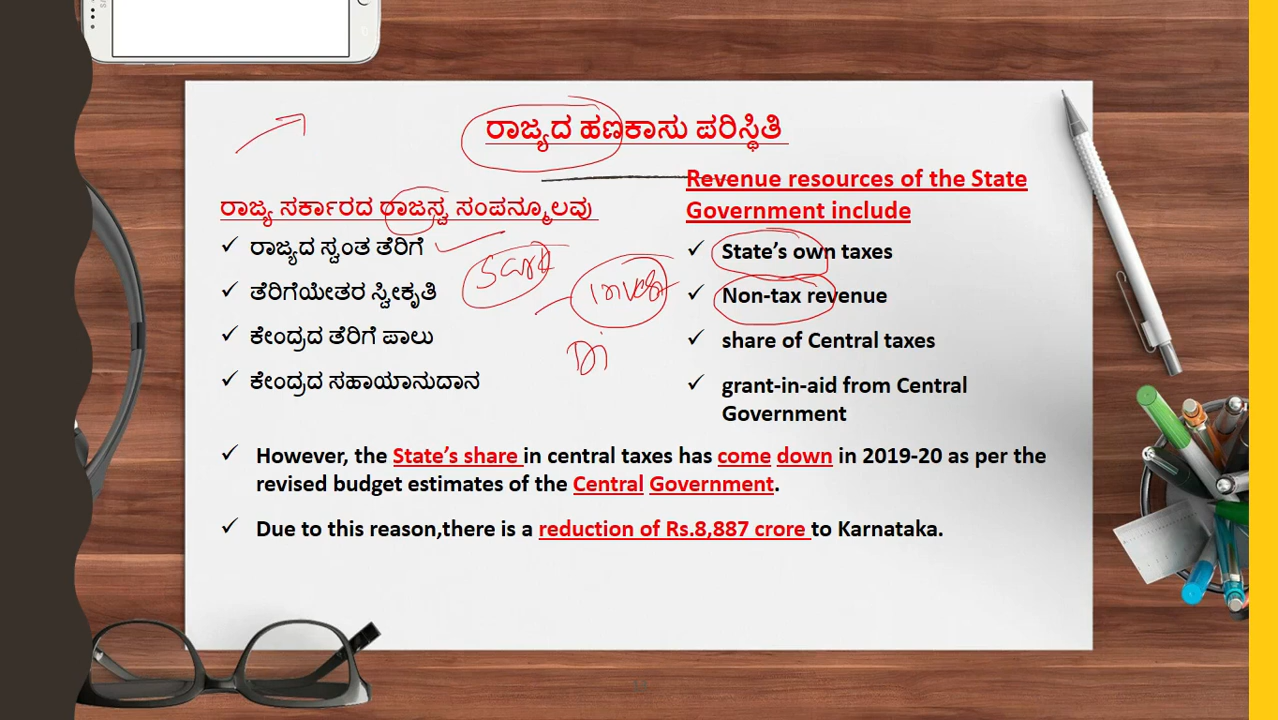 ರಾಜ್ಯದ ಹಣಕಾಸು ಪರಿಸ್ಥಿತಿ
ರಾಜ್ಯ ಸರ್ಕಾರದ ರಾಜಸ್ವ ಸಂಪನ್ಮೂಲವು
✓ ರಾಜ್ಯದ ಸ್ವಂತ ತೆರಿಗೆ
✓ ತೆರಿಗೆಯೇತರ ಸ್ವೀಕೃತಿ
✓ ಕೇಂದ್ರದ ತೆರಿಗೆ ಪಾಲು
✓ ಕೇಂದ್ರದ ಸಹಾಯಾನುದಾನ
Revenue resources of the State
Government include
✓ State's own taxes
✓ Non-tax revenue
✓ share of Central taxes
✓ grant-in-aid from Central
Government
✓ However, the State's share in central taxes has come down in 2019-20 as per the
revised budget estimates of the Central Government.
✓ Due to this reason,there is a reduction of Rs.8,887 crore to Karnataka.